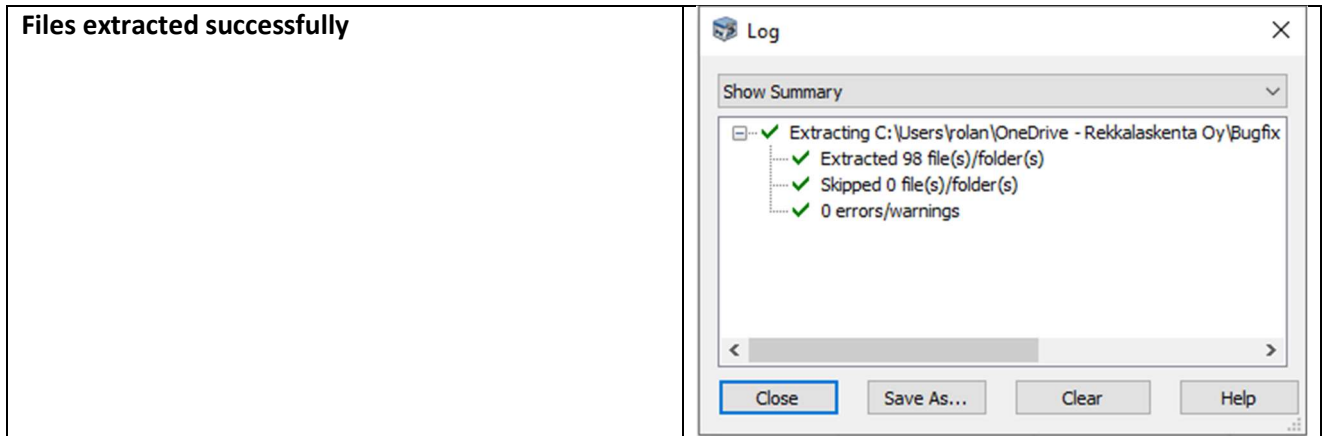 Files extracted successfully
Log
Show Summary
Extracting C:\Users\rolan\OneDrive - Rekkalaskenta Oy\Bugfix
Extracted 98 file(s)/folder(s)
Skipped 0 file(s)/folder(s)
0 errors/warnings
Close Save As... Clear Help